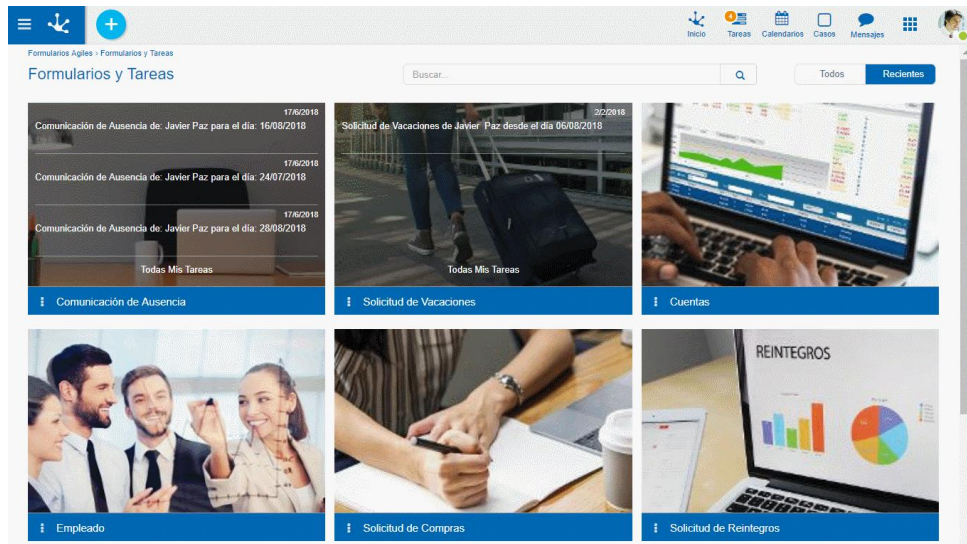 4
Inicio
Tareas
Calendarios
Casos
Mensajes
Formularios Agiles › Formularios y Tareas
Formularios y Tareas
Buscar...
Todos
Recientes
17/6/2018
Comunicación de Ausencia de: Javier Paz para el día: 16/08/2018
17/6/2018
Comunicación de Ausencia de: Javier Paz para el día: 24/07/2018
17/6/2018
Comunicación de Ausencia de: Javier Paz para el día: 28/08/2018
Todas Mis Tareas
Comunicación de Ausencia
2/2/2018
Solicitud de Vacaciones de Javier Paz desde el día 06/08/2018
Todas Mis Tareas
Solicitud de Vacaciones
Cuentas
Empleado
Solicitud de Compras
REINTEGROS
Solicitud de Reintegros